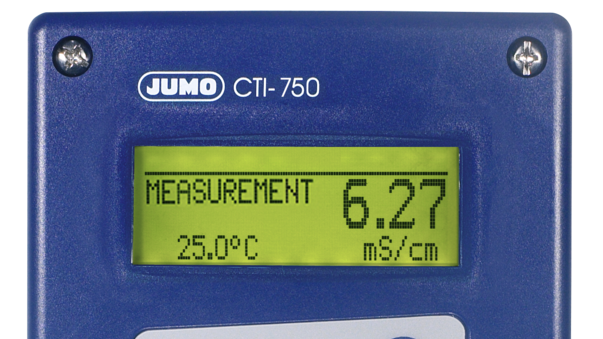 JUMO CTI-750
MEASUREMENT 6.27
25.0°C mS/cm